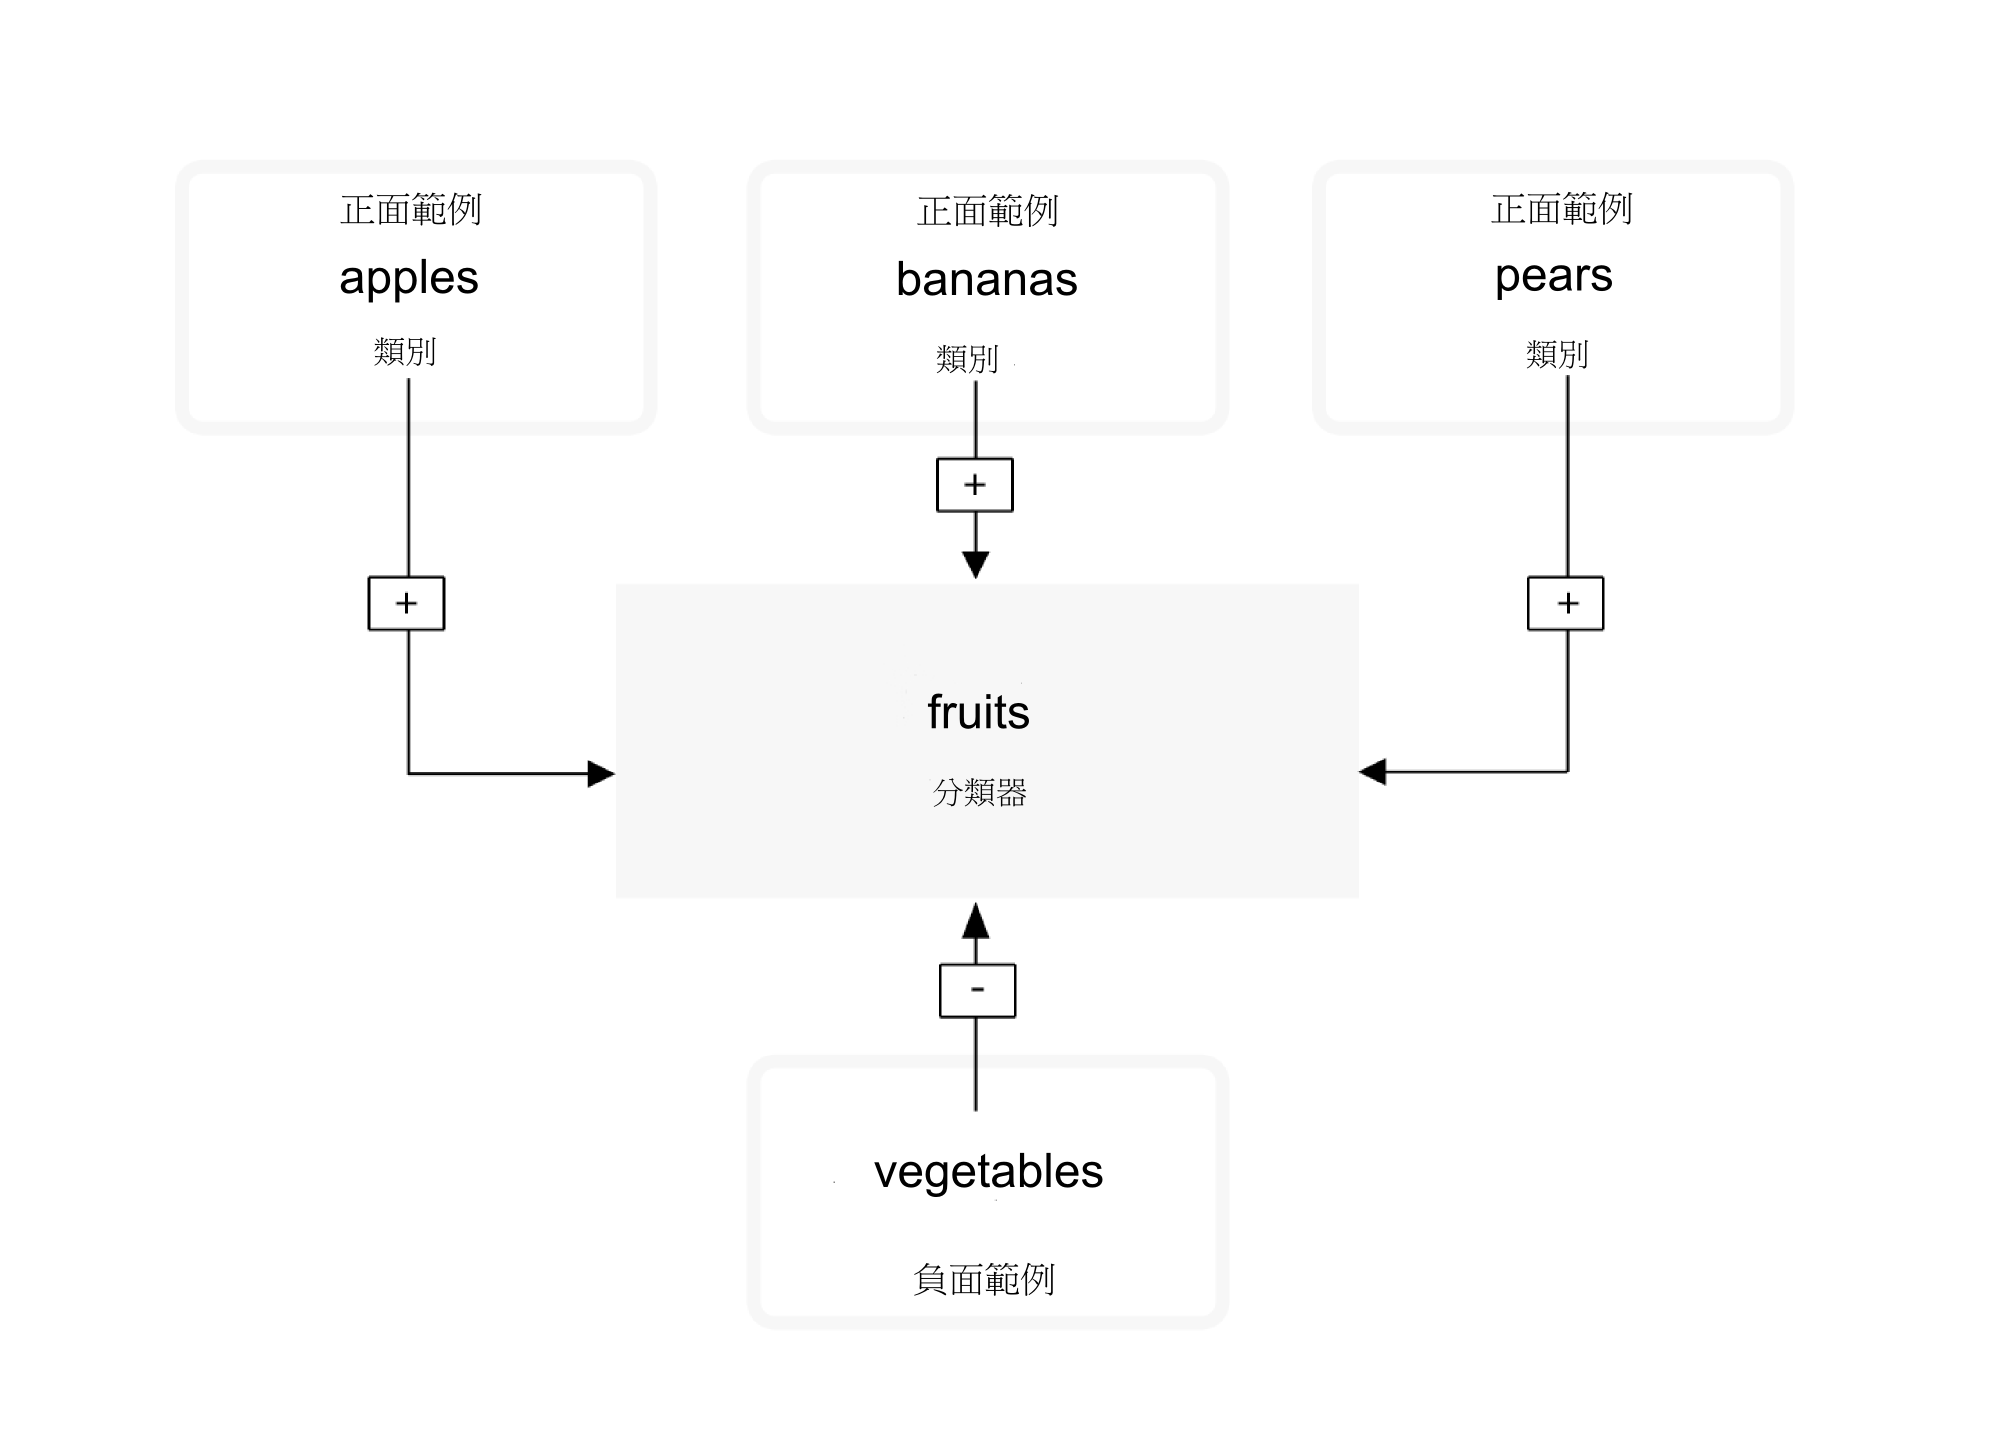 正面範例
apples
類別
正面範例
bananas
類別
正面範例
pears
類別
+
+
+
fruits
分類器
-
vegetables
負面範例